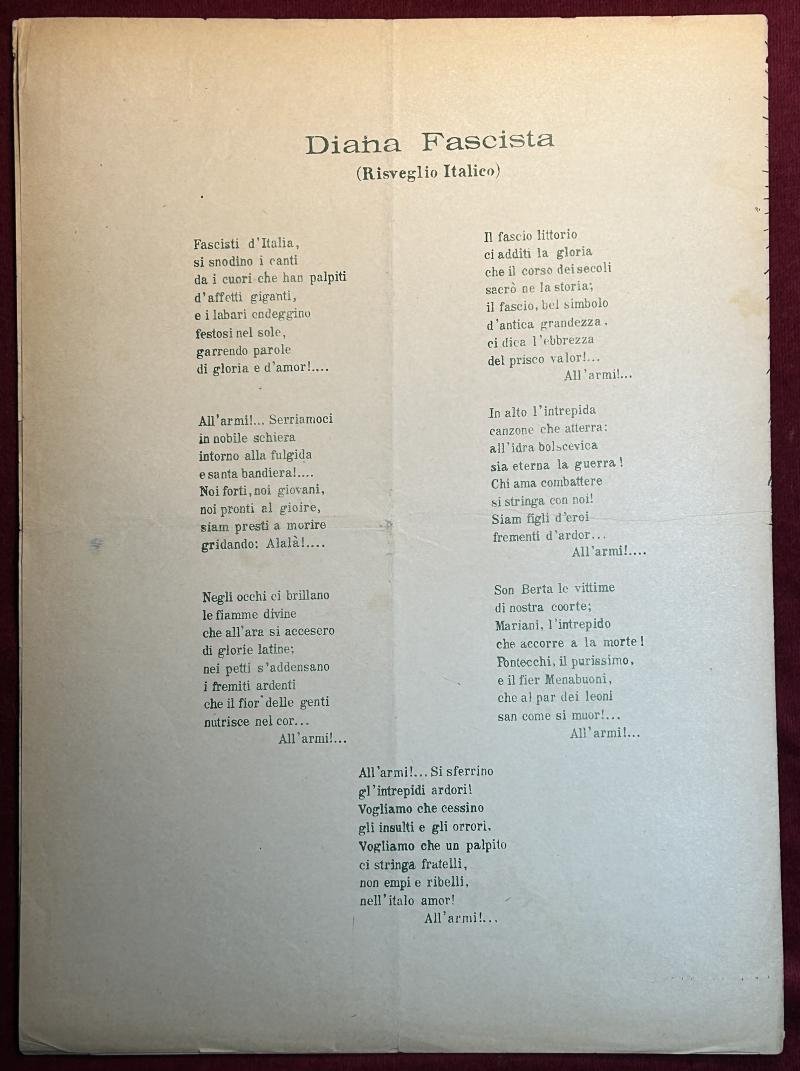 Diana Fascista
(Risveglio Italico)
Fascisti d'Italia,
si snodino i canti
da i cuori che han palpiti
d'affetti giganti,
e i labari ondeggino
festosi nel sole,
garrendo parole
di gloria e d'amor!....
All'armi!... Serriamoci
in nobile schiera
intorno alla fulgida
e santa bandiera!....
Noi forti, noi giovani,
noi pronti al gioire,
siam presti a morire
gridando: Alalà!....
Negli occhi ci brillano
le fiamme divine
che all'ara si accesero
di glorie latine;
nei petti s'addensano
i fremiti ardenti
che il fior delle genti
nutrisce nel cor...
All'armi!...
Il fascio littorio
ci additi la gloria
che il corso dei secoli
sacrò ne la storia;
il fascio, bel simbolo
d'antica grandezza,
ci dica l'ebbrezza
del prisco valor!...
All'armi!...
In alto l'intrepida
canzone che atterra:
all'idra bolscevica
sia eterna la guerra!
Chi ama combattere
si stringa con noi!
Siam figli d'eroi
frementi d'ardor...
All'armi!....
Son Berta le vittime
di nostra coorte;
Mariani, l'intrepido
che accorre a la morte!
Pontecchi, il purissimo,
e il fier Menabuoni,
che al par dei leoni
san come si muor!...
All'armi!...
All'armi!... Si sferrino
gl'intrepidi ardori!
Vogliamo che cessino
gli insulti e gli orrori.
Vogliamo che un palpito
ci stringa fratelli,
non empi e ribelli,
nell'italo amor!
All'armi!...